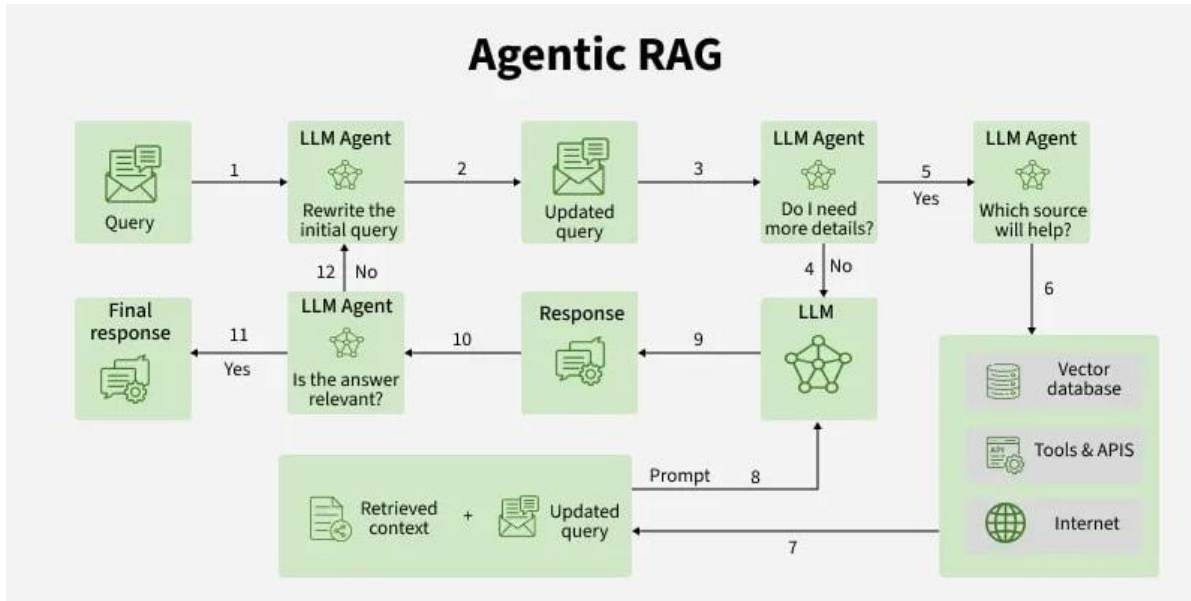 Agentic RAG
Query
1
LLM Agent
Rewrite the
initial query
2
Updated
query
3
LLM Agent
Do I need
more details?
5
Yes
LLM Agent
Which source
will help?
12
No
4
No
6
Final
response
11
Yes
LLM Agent
Is the answer
relevant?
10
Response
9
LLM
Vector
database
Tools & APIS
API
Internet
Retrieved
context
+
Updated
query
Prompt
8
7